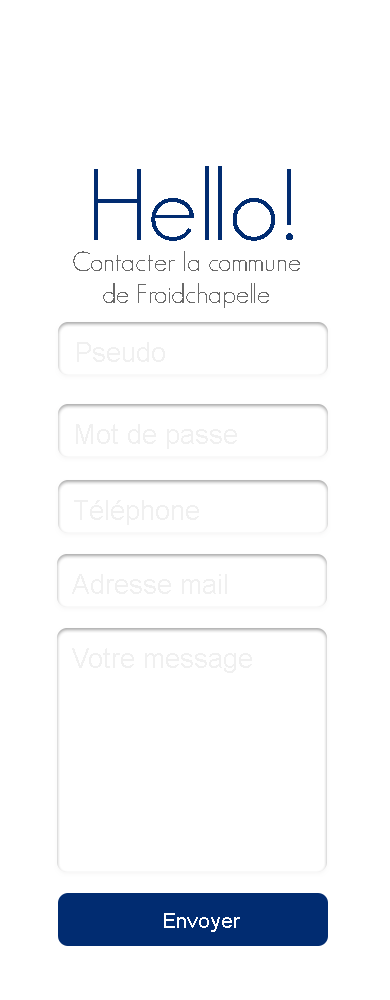 Hello!
Contacter la commune
de Froidchapelle
Pseudo
Mot de passe
Téléphone
Adresse mail
Votre message
Envoyer